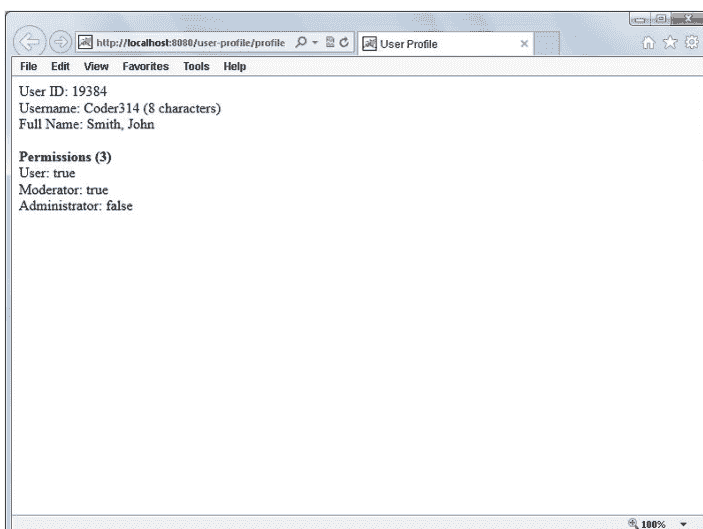 http://localhost:8080/user-profile/profile
User Profile
File Edit View Favorites Tools Help
User ID: 19384
Username: Coder314 (8 characters)
Full Name: Smith, John
Permissions (3)
User: true
Moderator: true
Administrator: false
100%